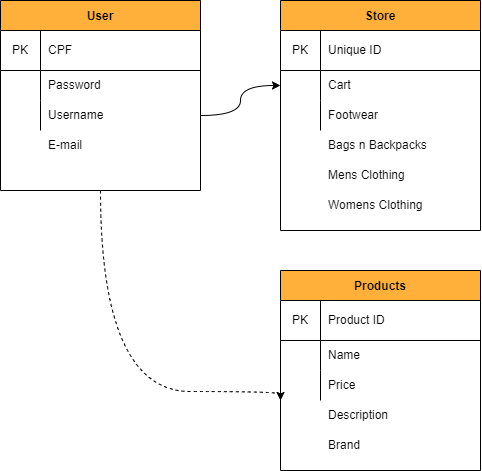 User
PK CPF
Password
Username
E-mail
Store
PK Unique ID
Cart
Footwear
Bags n Backpacks
Mens Clothing
Womens Clothing
Products
PK Product ID
Name
Price
Description
Brand